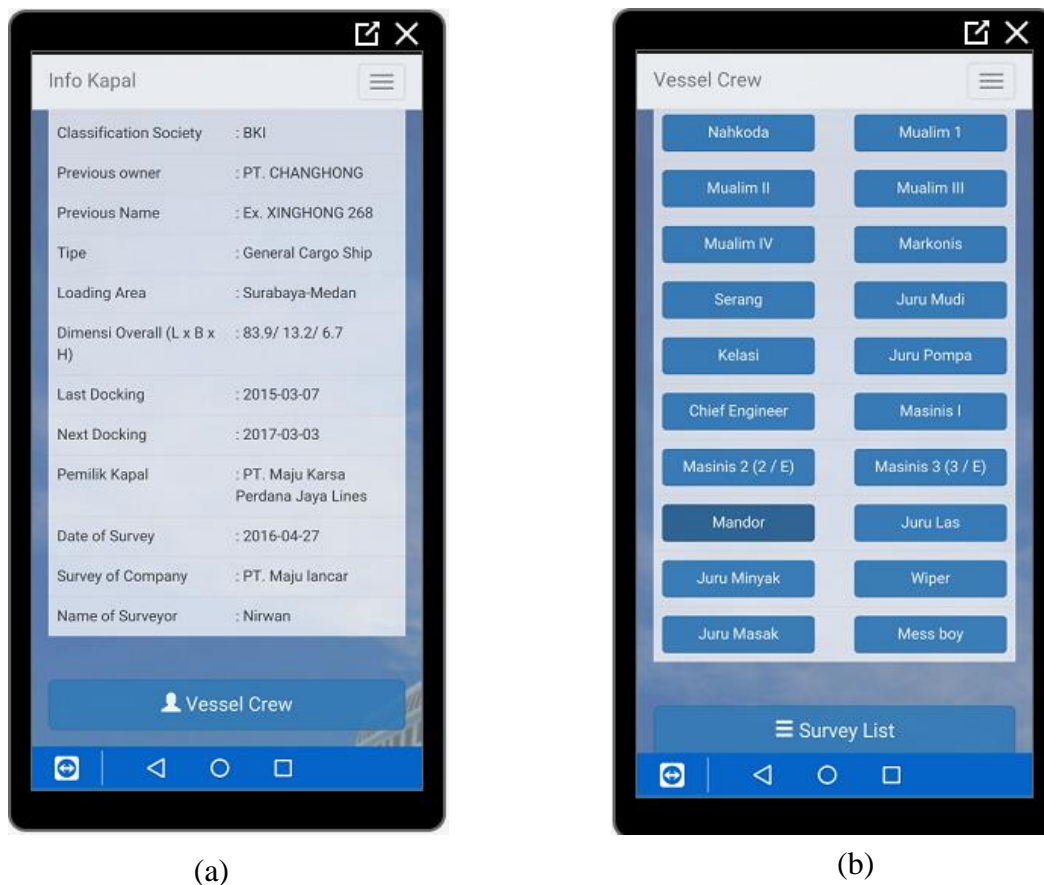 Info Kapal
Classification Society : BKI
Previous owner : PT. CHANGHONG
Previous Name : Ex. XINGHONG 268
Tipe : General Cargo Ship
Loading Area : Surabaya-Medan
Dimensi Overall (L x B x : 83.9/ 13.2/ 6.7
H)
Last Docking : 2015-03-07
Next Docking : 2017-03-03
Pemilik Kapal : PT. Maju Karsa
Perdana Jaya Lines
Date of Survey : 2016-04-27
Survey of Company : PT. Maju lancar
Name of Surveyor : Nirwan
Vessel Crew
(a)
Vessel Crew
Nahkoda Mualim 1
Mualim II Mualim III
Mualim IV Markonis
Serang Juru Mudi
Kelasi Juru Pompa
Chief Engineer Masinis I
Masinis 2 (2 / E) Masinis 3 (3 / E)
Mandor Juru Las
Juru Minyak Wiper
Juru Masak Mess boy
Survey List
(b)